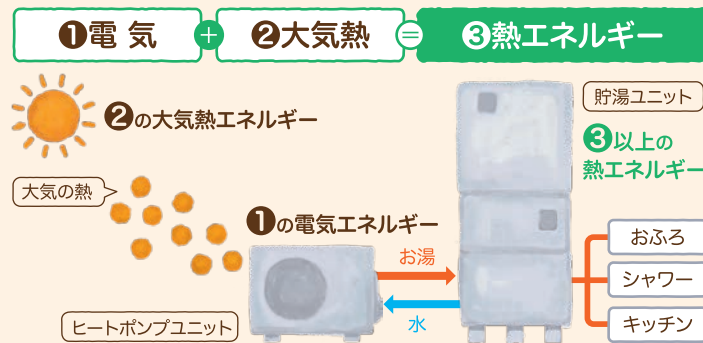 ❶電気 + ❷大気熱 = ❸熱エネルギー
❷の大気熱エネルギー
貯湯ユニット
❸以上の
熱エネルギー
大気の熱
❶の電気エネルギー
お湯
水
おふろ
シャワー
キッチン
ヒートポンプユニット